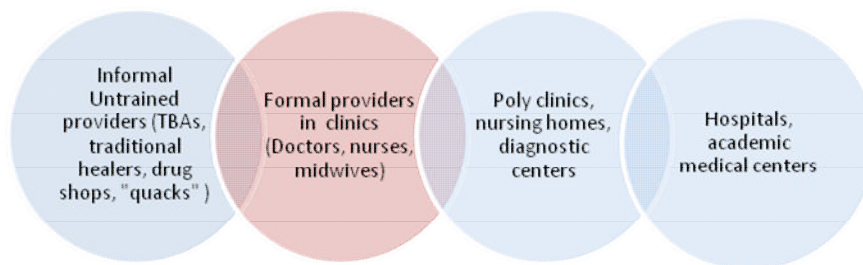 Informal
Untrained
providers (TBAs,
traditional
healers, drug
shops, "quacks" )
Formal providers
in clinics
(Doctors, nurses,
midwives)
Poly clinics,
nursing homes,
diagnostic
centers
Hospitals,
academic
medical centers